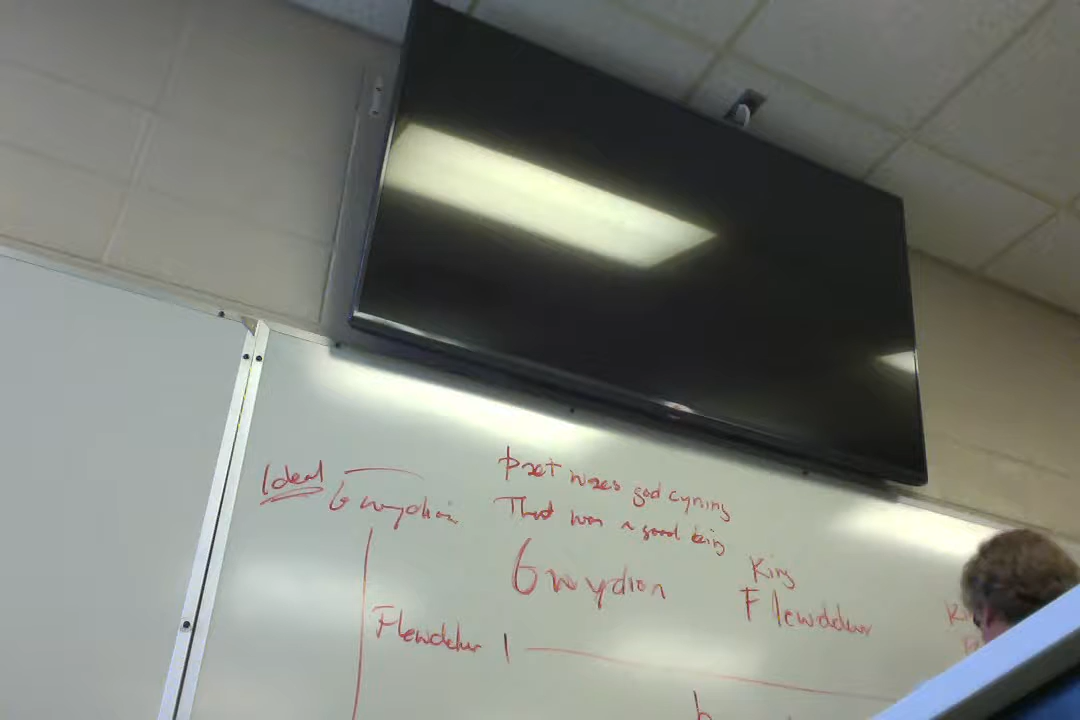 Ideal
Gwydion
þæt wæs god cyning
That was a good king
Gwydion
King
Flewddur
Flewddur